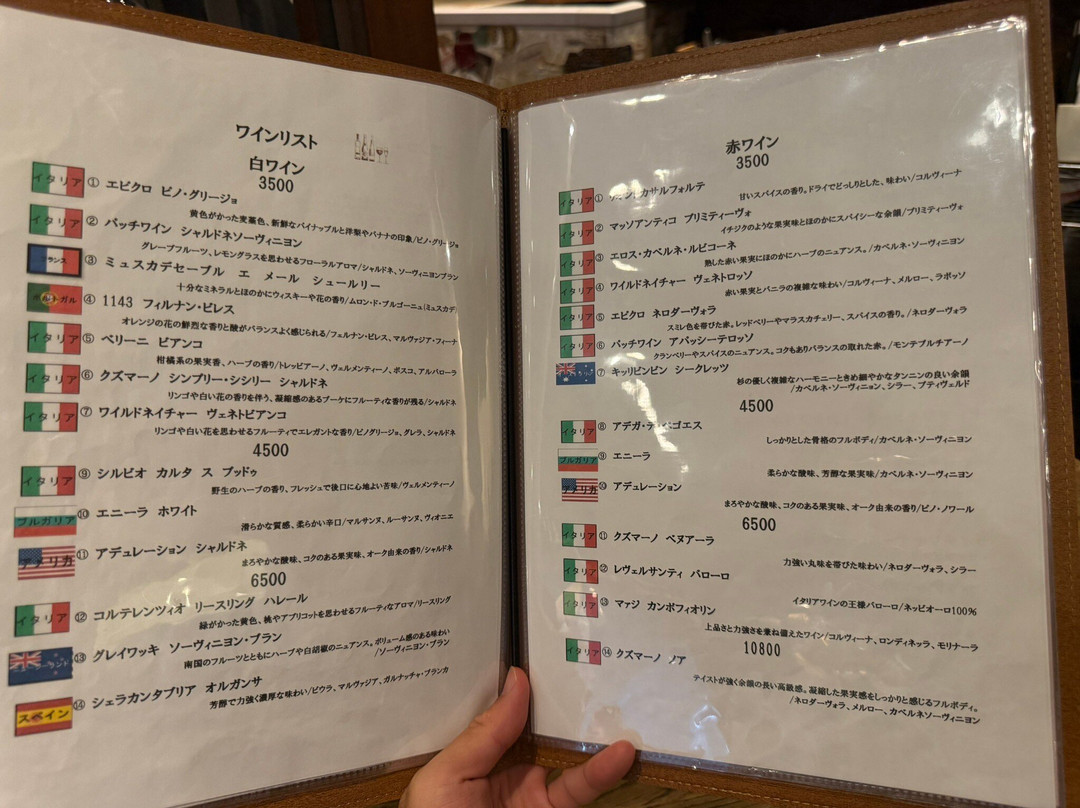 ワインリスト
白ワイン
3500
イタリア ① エピクロ ピノ・グリージョ
黄色がかった麦藁色、新鮮なパイナップルと洋梨やバナナの印象/ピノ・グリージョ
イタリア ② パッチワイン シャルドネソーヴィニヨン
グレープフルーツ、レモングラスを思わせるフローラルアロマ/シャルドネ、ソーヴィニヨンブラン
フランス ③ ミュスカデセーブル エ メール シュールリー
十分なミネラルとほのかにウィスキーや花の香り/ムロン・ド・ブルゴーニュ(ミュスカデ)
ポルトガル ④ 1143 フィルナン・ピレス
オレンジの花の鮮烈な香りと酸がバランスよく感じられる/フェルナン・ピレス、マルヴァジア・フィーナ
イタリア ⑤ ベリーニ ビアンコ
柑橘系の果実香、ハーブの香り/トレッビアーノ、ヴェルメンティーノ、ボスコ、アルバローラ
イタリア ⑥ クズマーノ シンプリー・シシリー シャルドネ
リンゴや白い花の香りを伴う、凝縮感のあるブーケにフルーティな香りが残る/シャルドネ
イタリア ⑦ ワイルドネイチャー ヴェネトビアンコ
リンゴや白い花を思わせるフルーティでエレガントな香り/ピノグリージョ、グレラ、シャルドネ
4500
イタリア ⑨ シルビオ カルタ ス ブッドゥ
野生のハーブの香り、フレッシュで後口に心地よい苦味/ヴェルメンティーノ
ブルガリア ⑩ エニーラ ホワイト
滑らかな質感、柔らかい辛口/マルサンヌ、ルーサンヌ、ヴィオニエ
アメリカ ⑪ アデュレーション シャルドネ
まろやかな酸味、コクのある果実味、オーク由来の香り/シャルドネ
6500
イタリア ⑫ コルテレンツィオ リースリング ハレール
緑がかった黄色、桃やアプリコットを思わせるフルーティなアロマ/リースリング
⑬ グレイワッキ ソーヴィニヨン・ブラン
南国のフルーツとともにハーブや白胡椒のニュアンス。ボリューム感のある味わい
/ソーヴィニヨン・ブラン
スペイン ⑭ シェラカンタブリア オルガンサ
芳醇で力強く濃厚な味わい/ビウラ、マルヴァジア、ガルナッチャ・ブランカ
赤ワイン
3500
イタリア ① カサルフォルテ
甘いスパイスの香り。ドライでどっしりとした、味わい/コルヴィーナ
イタリア ② マッソアンティコ プリミティーヴォ
イチジクのような果実味とほのかにスパイシーな余韻/プリミティーヴォ
イタリア ③ エロス・カベルネ・ルビコーネ
熟した赤い果実にほのかにハーブのニュアンス。/カベルネ・ソーヴィニヨン
イタリア ④ ワイルドネイチャー ヴェネトロッソ
赤い果実とバニラの複雑な味わい/コルヴィーナ、メルロー、ラボッソ
イタリア ⑤ エピクロ ネロダーヴォラ
スミレ色を帯びた赤。レッドベリーやマラスカチェリー、スパイスの香り。/ネロダーヴォラ
イタリア ⑥ パッチワイン アパッシーテロッソ
クランベリーやスパイスのニュアンス。コクもありバランスの取れた赤。/モンテプルチアーノ
⑦ キッリビンビン シークレッツ
杉の優しく複雑なハーモニーときめ細やかなタンニンの良い余韻
/カベルネ・ソーヴィニョン、シラー、プティヴェルド
4500
イタリア ⑧ アデガ・デ・ベゴエス
しっかりとした骨格のフルボディ/カベルネ・ソーヴィニヨン
ブルガリア ⑨ エニーラ
柔らかな酸味、芳醇な果実味/カベルネ・ソーヴィニヨン
アメリカ ⑩ アデュレーション
まろやかな酸味、コクのある果実味、オーク由来の香り/ピノ・ノワール
6500
イタリア ⑪ クズマーノ ベヌアーラ
力強い丸味を帯びた味わい/ネロダーヴォラ、シラー
イタリア ⑫ レヴェルサンティ バローロ
イタリアワインの王様バローロ/ネッビオーロ100%
イタリア ⑬ マァジ カンポフィオリン
上品さと力強さを兼ね備えたワイン/コルヴィーナ、ロンディネッラ、モリナーラ
10800
イタリア ⑭ クズマーノ ノア
テイストが強く余韻の長い高級感。凝縮した果実感をしっかりと感じるフルボディ。
/ネロダーヴォラ、メルロー、カベルネソーヴィニヨン